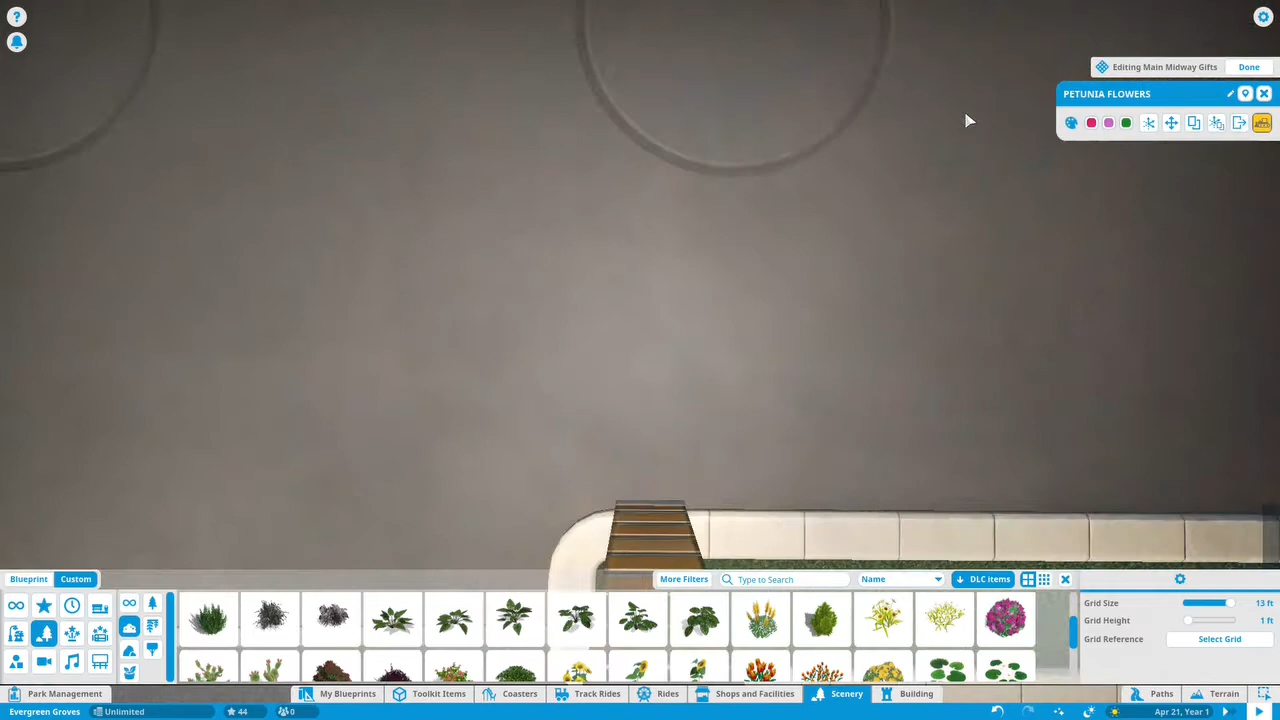 ?
Editing Main Midway Gifts Done
PETUNIA FLOWERS
Blueprint Custom
More Filters Type to Search Name DLC items
Grid Size 13 ft
Grid Height 1 ft
Grid Reference Select Grid
Park Management My Blueprints Toolkit Items Coasters Track Rides Rides Shops and Facilities Scenery Building Paths Terrain
Evergreen Groves Unlimited 44 0 Apr 21, Year 1